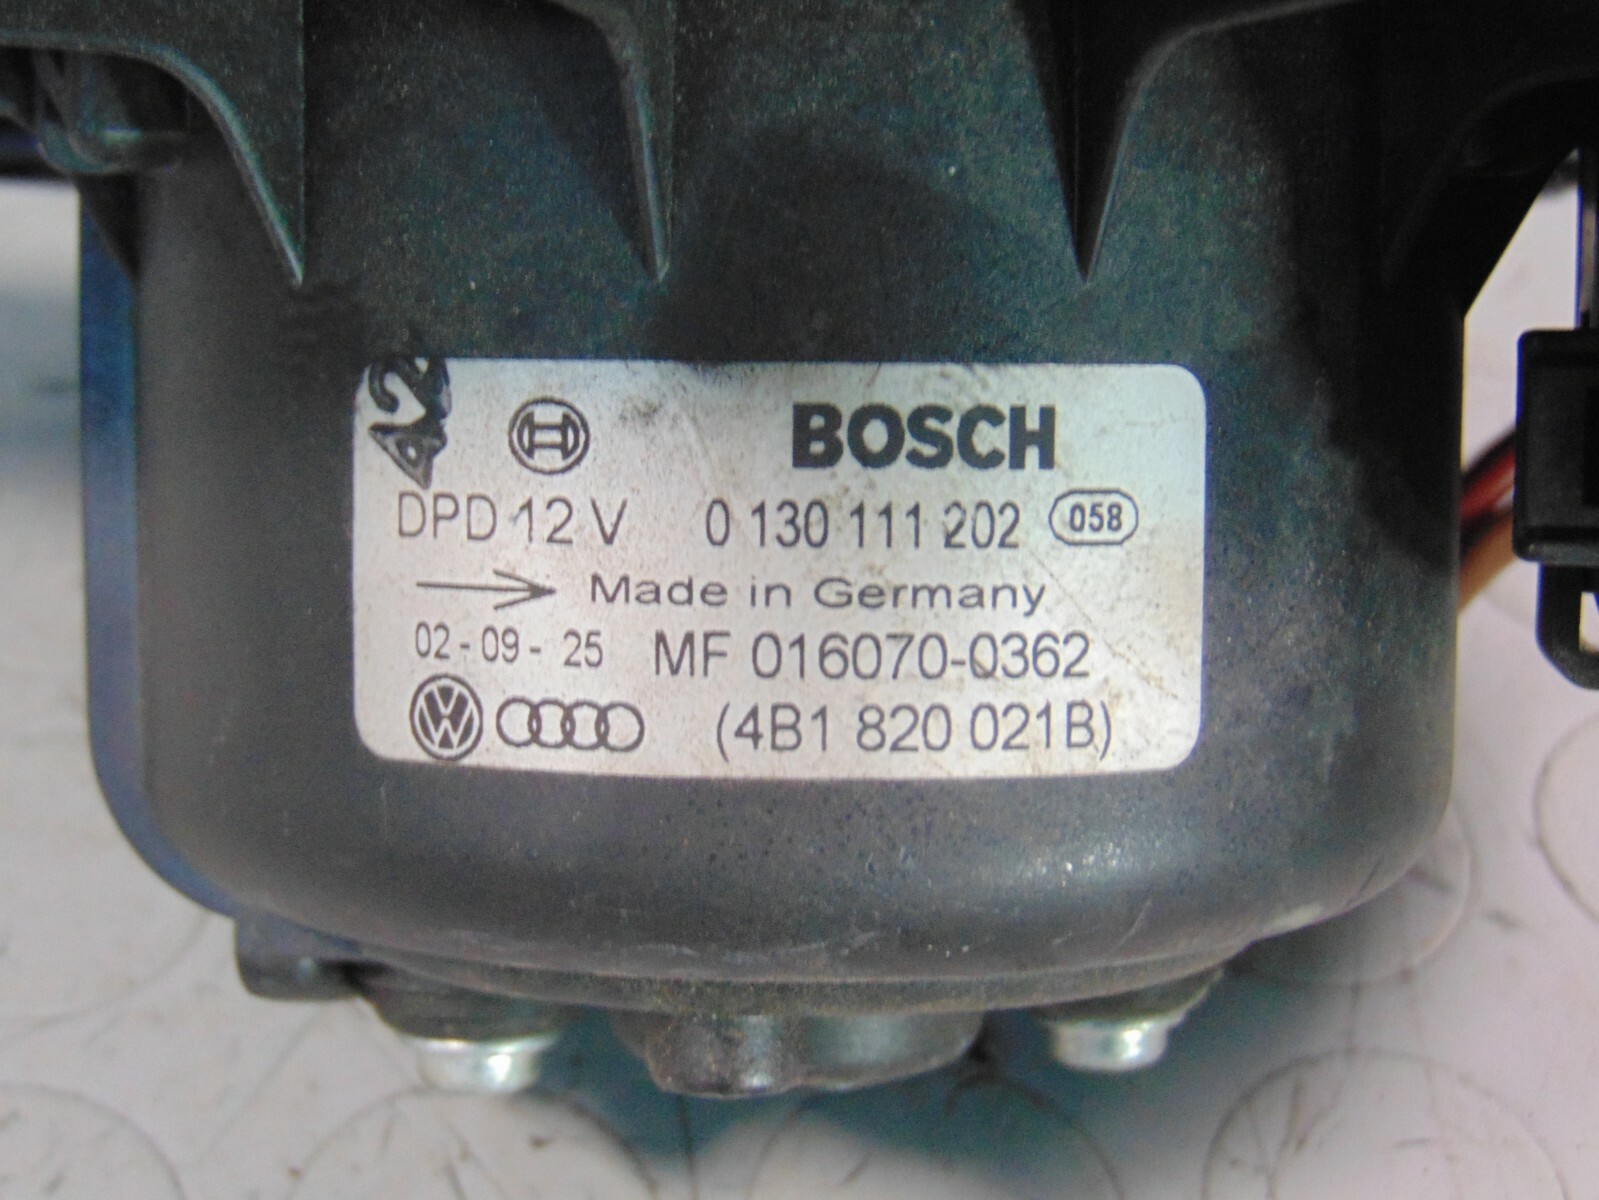 BOSCH
DPD 12 V 0 130 111 202 058
Made in Germany
02-09-25 MF 016070-0362
VW (4B1 820 021B)